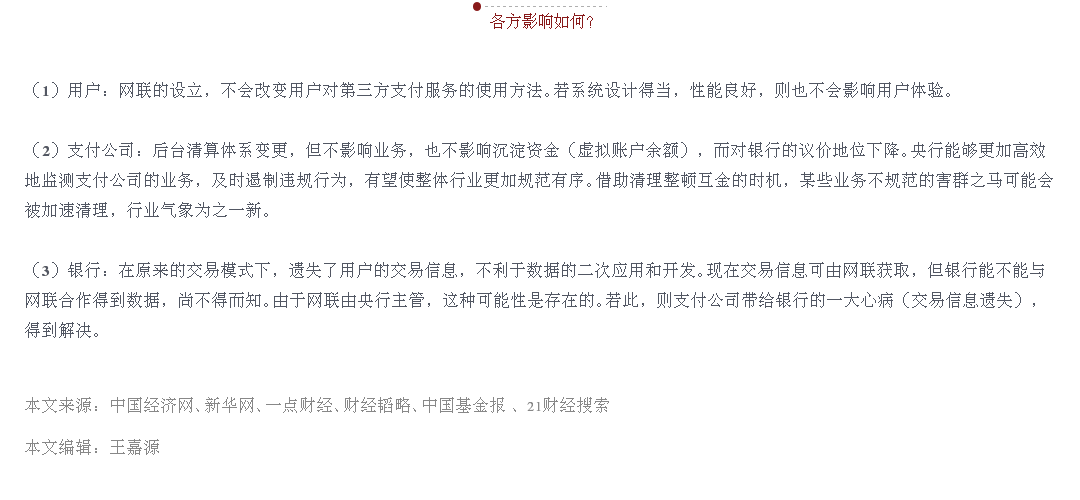 各方影响如何?
（1）用户：网联的设立，不会改变用户对第三方支付服务的使用方法。若系统设计得当，性能良好，则也不会影响用户体验。
（2）支付公司：后台清算体系变更，但不影响业务，也不影响沉淀资金（虚拟账户余额），而对银行的议价地位下降。央行能够更加高效
地监测支付公司的业务，及时遏制违规行为，有望使整体行业更加规范有序。借助清理整顿互金的时机，某些业务不规范的害群之马可能会
被加速清理，行业气象为之一新。
（3）银行：在原来的交易模式下，遗失了用户的交易信息，不利于数据的二次应用和开发。现在交易信息可由网联获取，但银行能不能与
网联合作得到数据，尚不得而知。由于网联由央行主管，这种可能性是存在的。若此，则支付公司带给银行的一大心病（交易信息遗失），
得到解决。
本文来源：中国经济网、新华网、一点财经、财经韬略、中国基金报 、21财经搜索
本文编辑：王嘉源